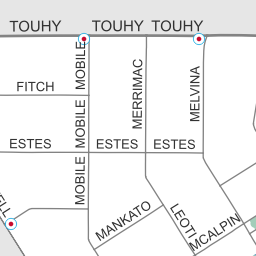 TOUHY
TOUHY
TOUHY
MOBILE
FITCH
MERRIMAC
MELVINA
MOBILE
ESTES
ESTES
ESTES
MOBILE
MANKATO
LEOTI
MCALPIN